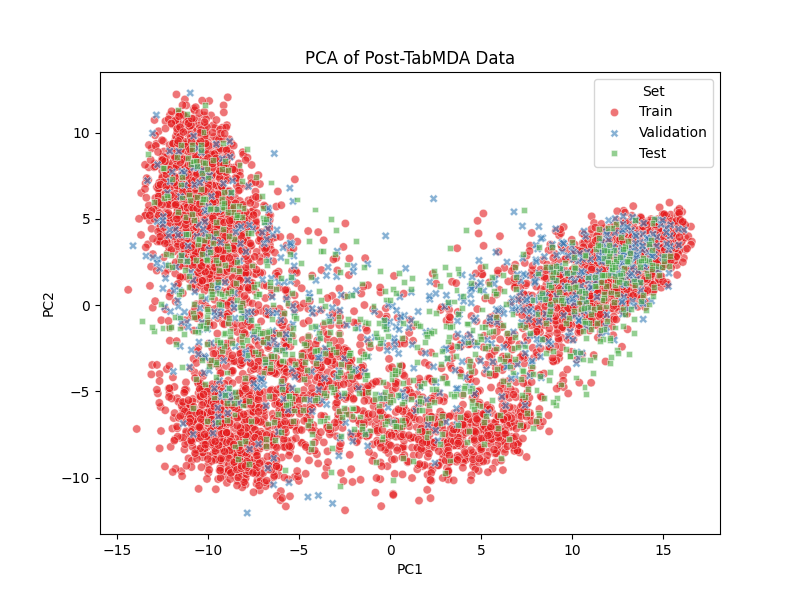 PCA of Post-TabMDA Data
Set
Train
Validation
Test
10
5
0
−5
−10
PC2
−15
−10
−5
0
5
10
15
PC1